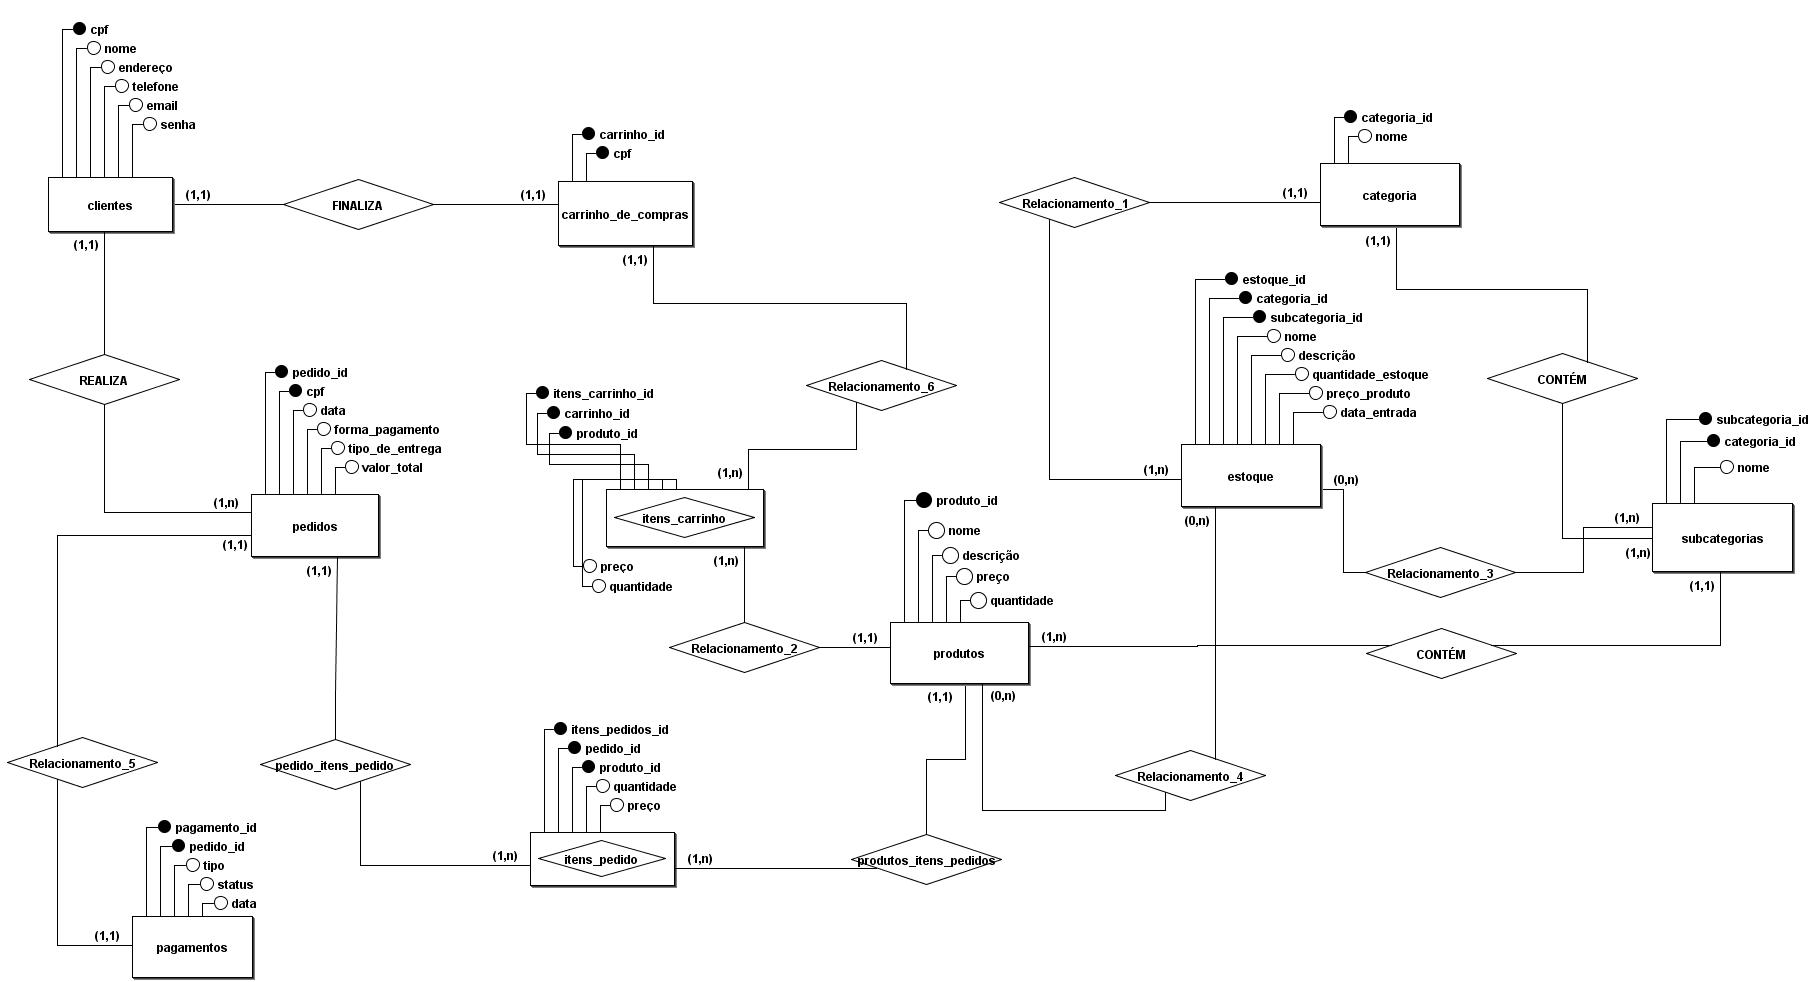 cpf
nome
endereço
telefone
email
senha
clientes
(1,1)
FINALIZA
(1,1)
carrinho_id
cpf
carrinho_de_compras
(1,1)
(1,1)
REALIZA
pedido_id
cpf
data
forma_pagamento
tipo_de_entrega
valor_total
(1,n)
pedidos
(1,1)
(1,1)
Relacionamento_6
itens_carrinho_id
carrinho_id
produto_id
(1,n)
itens_carrinho
(1,n)
preço
quantidade
Relacionamento_2
(1,1)
categoria_id
nome
categoria
(1,1)
(1,1)
Relacionamento_1
estoque_id
categoria_id
subcategoria_id
nome
descrição
quantidade_estoque
preço_produto
data_entrada
(1,n)
estoque
(0,n)
(0,n)
CONTÉM
subcategoria_id
categoria_id
nome
(1,n)
subcategorias
(1,n)
(1,1)
Relacionamento_3
produto_id
nome
descrição
preço
quantidade
produtos
(1,n)
CONTÉM
(1,1)
(0,n)
Relacionamento_4
Relacionamento_5
pedido_itens_pedido
itens_pedidos_id
pedido_id
produto_id
quantidade
preço
(1,n)
itens_pedido
(1,n)
produtos_itens_pedidos
pagamento_id
pedido_id
tipo
status
data
(1,1)
pagamentos